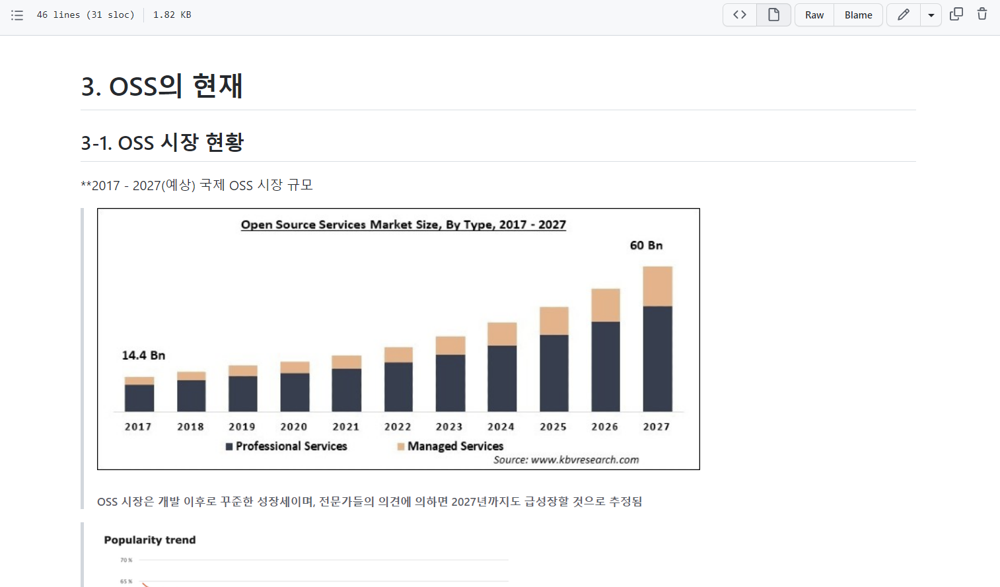 46 lines (31 sloc) 1.82 KB
Raw Blame
3. OSS의 현재
3-1. OSS 시장 현황
**2017 - 2027(예상) 국제 OSS 시장 규모
Open Source Services Market Size, By Type, 2017 - 2027
60 Bn
14.4 Bn
2017 2018 2019 2020 2021 2022 2023 2024 2025 2026 2027
Professional Services Managed Services
Source: www.kbvresearch.com
OSS 시장은 개발 이후로 꾸준한 성장세이며, 전문가들의 의견에 의하면 2027년까지도 급성장할 것으로 추정됨
Popularity trend
70 %
65 %